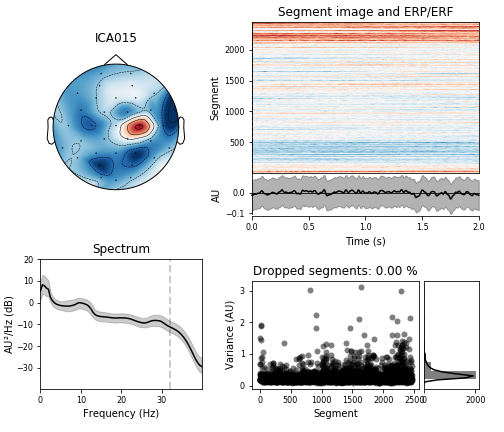 ICA015
Segment image and ERP/ERF
Segment
2000
1500
1000
500
AU
0.0
−0.1
0.0 0.5 1.0 1.5 2.0
Time (s)
Spectrum
AU²/Hz (dB)
20
10
0
−10
−20
−30
0 10 20 30
Frequency (Hz)
Dropped segments: 0.00 %
Variance (AU)
3
2
1
0
0 500 1000 1500 2000 2500
Segment
0 2000